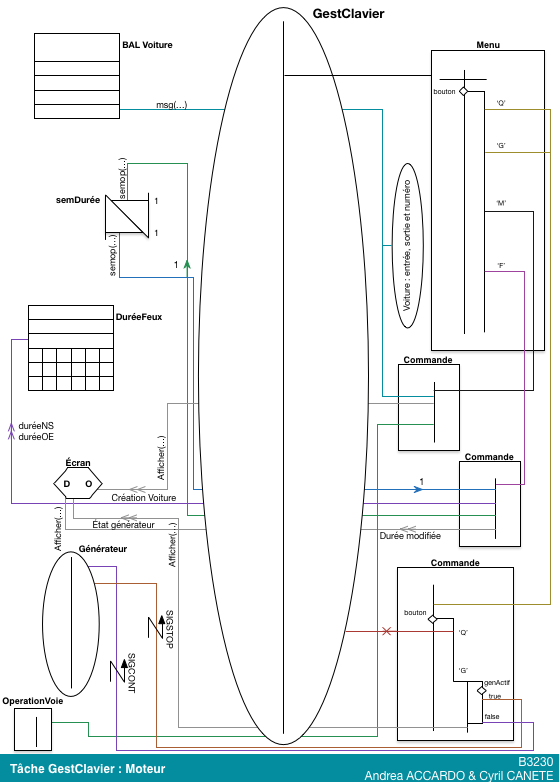 GestClavier
BAL Voiture
msg(...)
Menu
bouton
'Q'
'G'
'M'
'F'
semop(...)
semDurée
1
1
semop(...)
1
Voiture : entrée, sortie et numéro
DuréeFeux
duréeNS
duréeOE
Commande
Écran
D O
Afficher(...)
Création Voiture
Afficher(...)
État générateur
Afficher(...)
Commande
1
Durée modifiée
Générateur
SIGSTOP
SIGCONT
Commande
bouton
'Q'
'G'
genActif
true
false
OperationVoie
Tâche GestClavier : Moteur
B3230
Andrea ACCARDO & Cyril CANETE